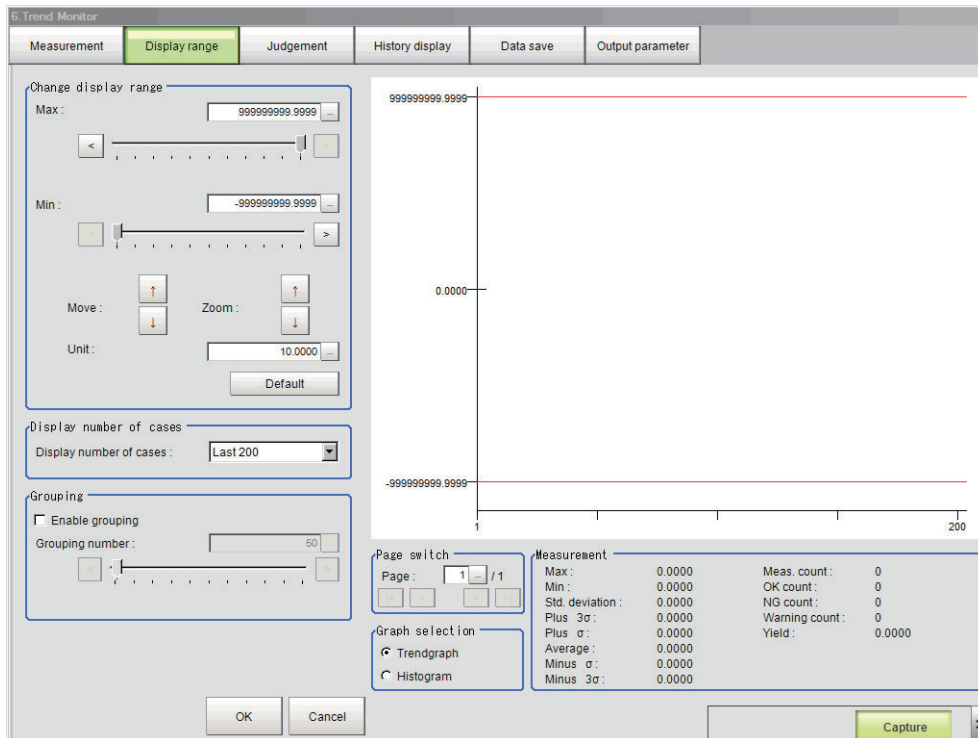 6.Trend Monitor
Measurement Display range Judgement History display Data save Output parameter
Change display range
Max : 999999999.9999 ...
< >
Min : -999999999.9999 ...
< >
Move : ↑ ↓ Zoom : ↑ ↓
Unit : 10.0000 ...
Default
Display number of cases
Display number of cases : Last 200
Grouping
Enable grouping
Grouping number : 50
< >
OK Cancel
999999999.9999
0.0000
-999999999.9999
1 200
Page switch
Page : 1 ... / 1
|< < > >|
Graph selection
Trendgraph
Histogram
Measurement
Max : 0.0000 Meas. count : 0
Min : 0.0000 OK count : 0
Std. deviation : 0.0000 NG count : 0
Plus 3σ : 0.0000 Warning count : 0
Plus σ : 0.0000 Yield : 0.0000
Average : 0.0000
Minus σ : 0.0000
Minus 3σ : 0.0000
Capture